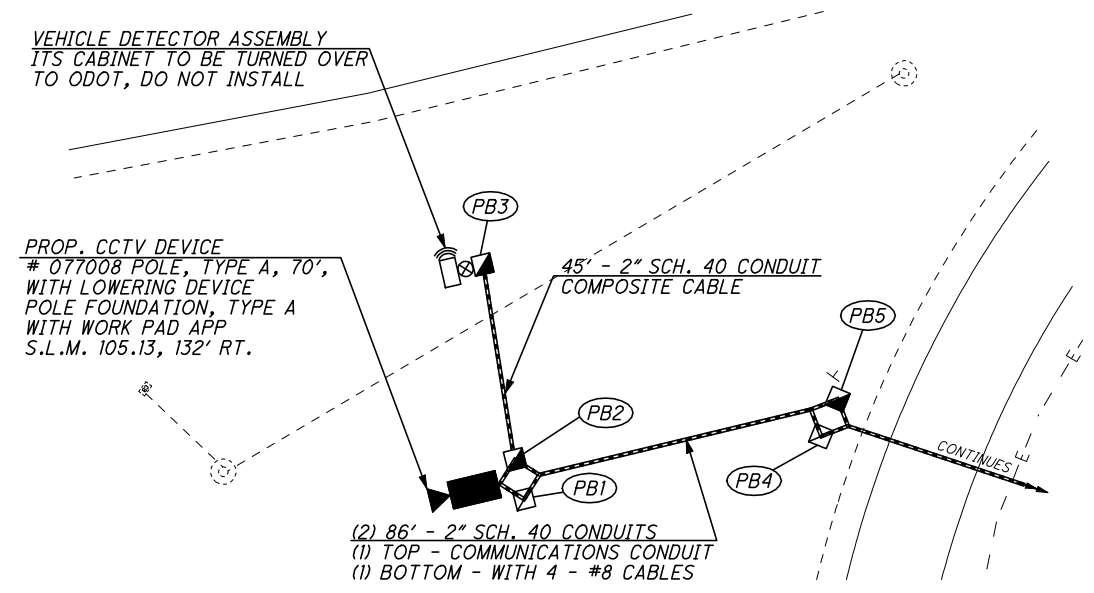 VEHICLE DETECTOR ASSEMBLY
ITS CABINET TO BE TURNED OVER
TO ODOT, DO NOT INSTALL
PB3
PROP. CCTV DEVICE
# 077008 POLE, TYPE A, 70',
WITH LOWERING DEVICE
POLE FOUNDATION, TYPE A
WITH WORK PAD APP
S.L.M. 105.13, 132' RT.
45' - 2" SCH. 40 CONDUIT
COMPOSITE CABLE
PB5
E
PB2
E
CONTINUES
PB4
PB1
(2) 86' - 2" SCH. 40 CONDUITS
(1) TOP - COMMUNICATIONS CONDUIT
(1) BOTTOM - WITH 4 - #8 CABLES